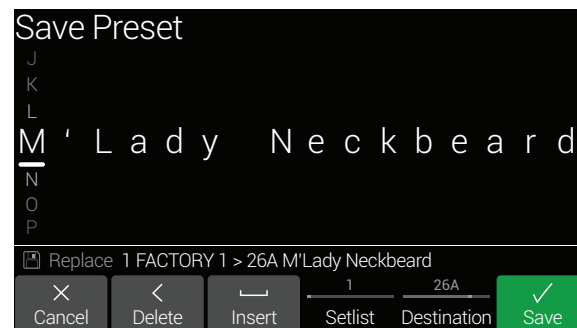 Save Preset
J
K
L
M ‘ L a d y   N e c k b e a r d
N
O
P
Replace 1 FACTORY 1 > 26A M'Lady Neckbeard
1 26A
Cancel Delete Insert Setlist Destination Save